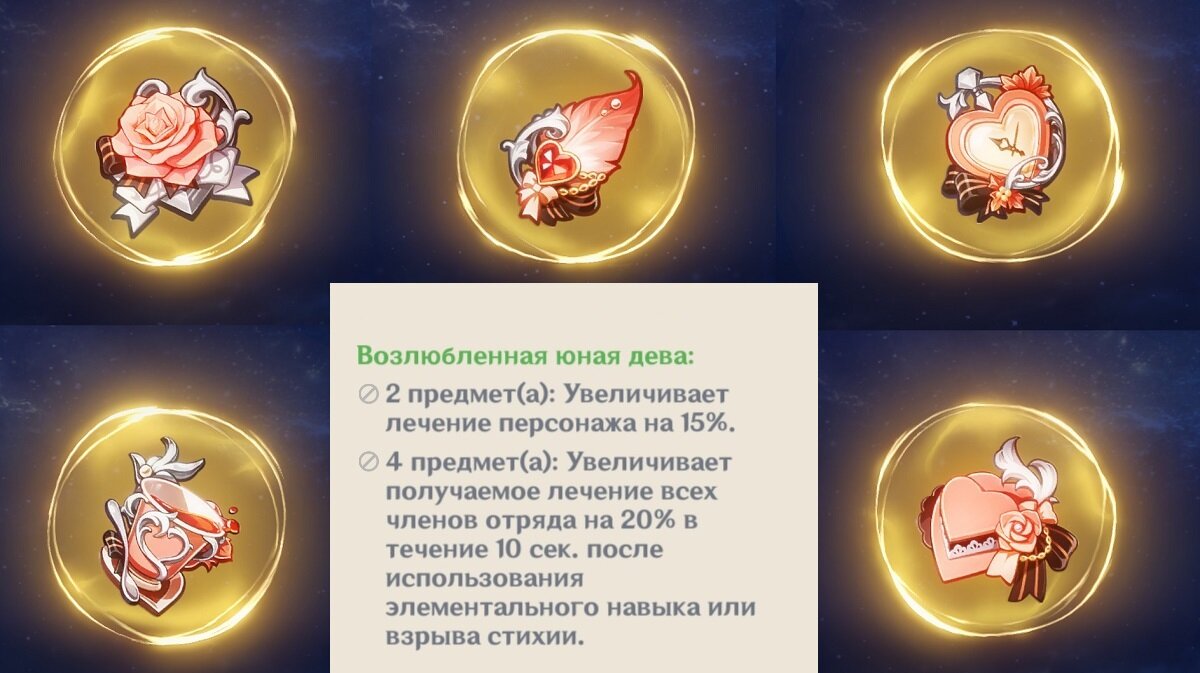 Возлюбленная юная дева:
2 предмет(а): Увеличивает
лечение персонажа на 15%.
4 предмет(а): Увеличивает
получаемое лечение всех
членов отряда на 20% в
течение 10 сек. после
использования
элементального навыка или
взрыва стихии.